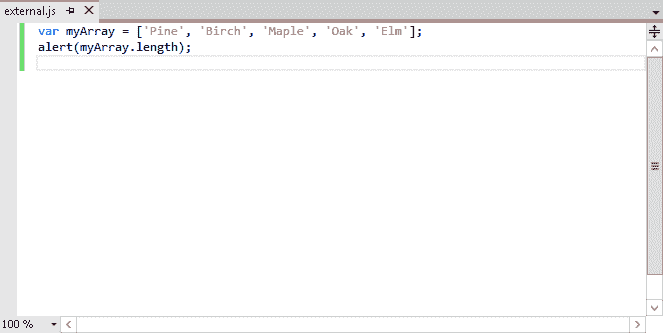 external.js
var myArray = ['Pine', 'Birch', 'Maple', 'Oak', 'Elm'];
alert(myArray.length);
100 %